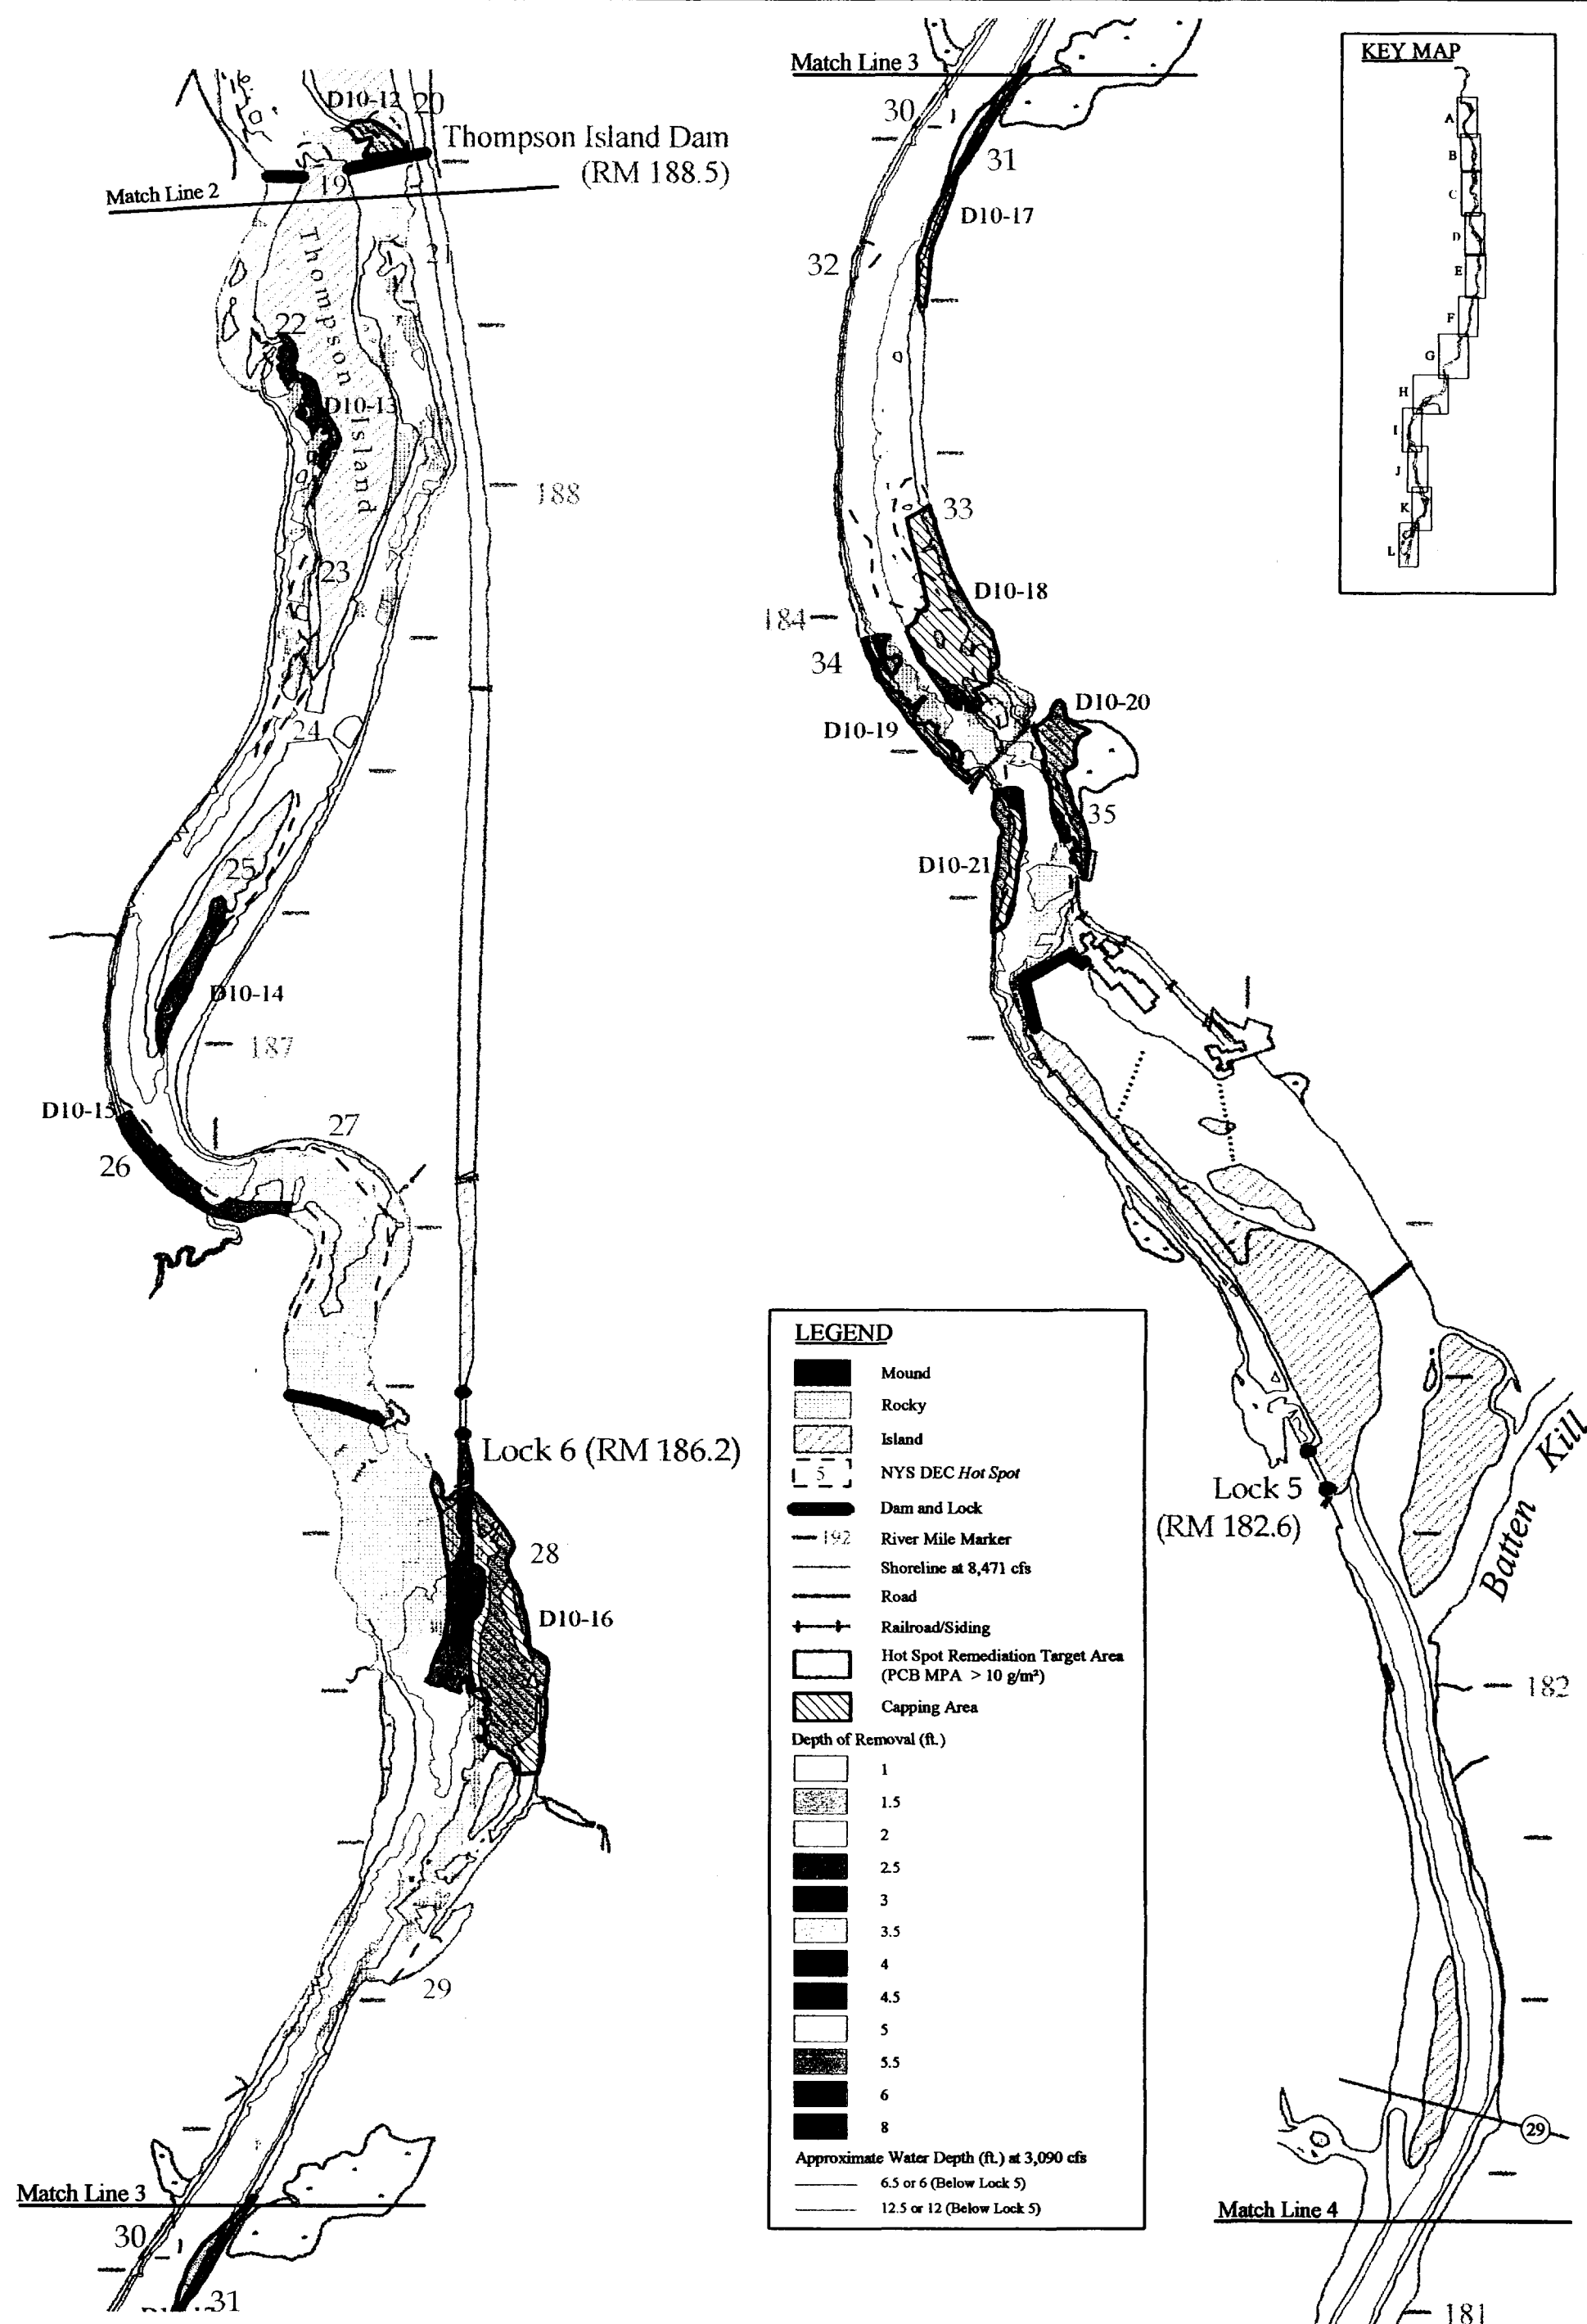 D10-12
20
Thompson Island Dam
(RM 188.5)
19
Match Line 2
21
Thompson Island
22
D10-13
188
23
24
25
D10-14
187
D10-15
26
27
Lock 6 (RM 186.2)
28
D10-16
29
Match Line 3
30
31
Match Line 3
30
31
D10-17
32
33
D10-18
184
34
D10-19
D10-20
35
D10-21
Lock 5
(RM 182.6)
Batten Kill
182
29
Match Line 4
181
KEY MAP
A
B
C
D
E
F
G
H
I
J
K
L
LEGEND
Mound
Rocky
Island
5 NYS DEC Hot Spot
Dam and Lock
192 River Mile Marker
Shoreline at 8,471 cfs
Road
Railroad/Siding
Hot Spot Remediation Target Area
(PCB MPA > 10 g/m²)
Capping Area
Depth of Removal (ft.)
1
1.5
2
2.5
3
3.5
4
4.5
5
5.5
6
8
Approximate Water Depth (ft.) at 3,090 cfs
6.5 or 6 (Below Lock 5)
12.5 or 12 (Below Lock 5)